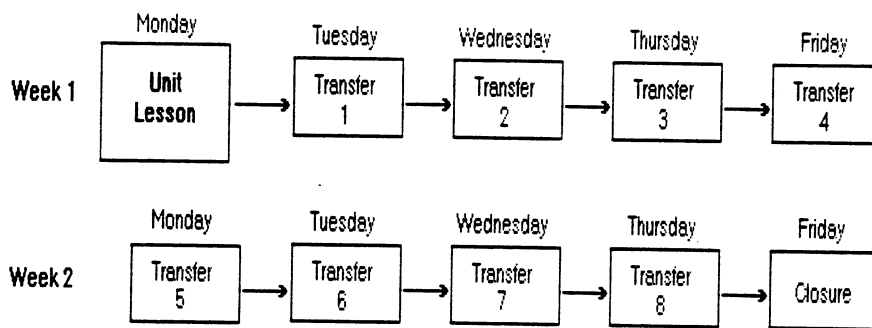 Monday
Tuesday
Wednesday
Thursday
Friday
Week 1
Unit
Lesson
Transfer
1
Transfer
2
Transfer
3
Transfer
4
Monday
Tuesday
Wednesday
Thursday
Friday
Week 2
Transfer
5
Transfer
6
Transfer
7
Transfer
8
Closure